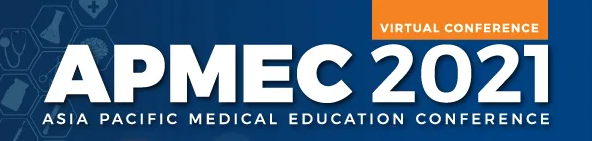 VIRTUAL CONFERENCE
APMEC 2021
ASIA PACIFIC MEDICAL EDUCATION CONFERENCE